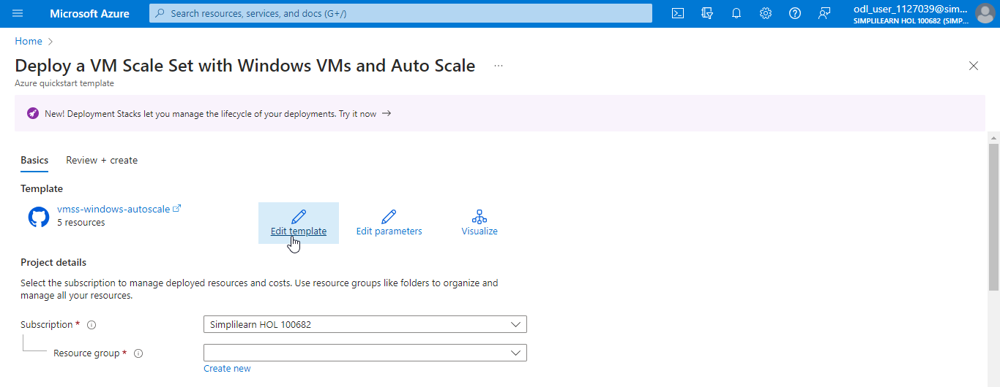 Microsoft Azure
Search resources, services, and docs (G+/)
odl_user_1127039@sim...
SIMPLILEARN HOL 100682 (SIMP...
Home
Deploy a VM Scale Set with Windows VMs and Auto Scale
...
Azure quickstart template
New! Deployment Stacks let you manage the lifecycle of your deployments. Try it now →
Basics
Review + create
Template
vmss-windows-autoscale
5 resources
Edit template
Edit parameters
Visualize
Project details
Select the subscription to manage deployed resources and costs. Use resource groups like folders to organize and
manage all your resources.
Subscription *
Simplilearn HOL 100682
Resource group *
Create new